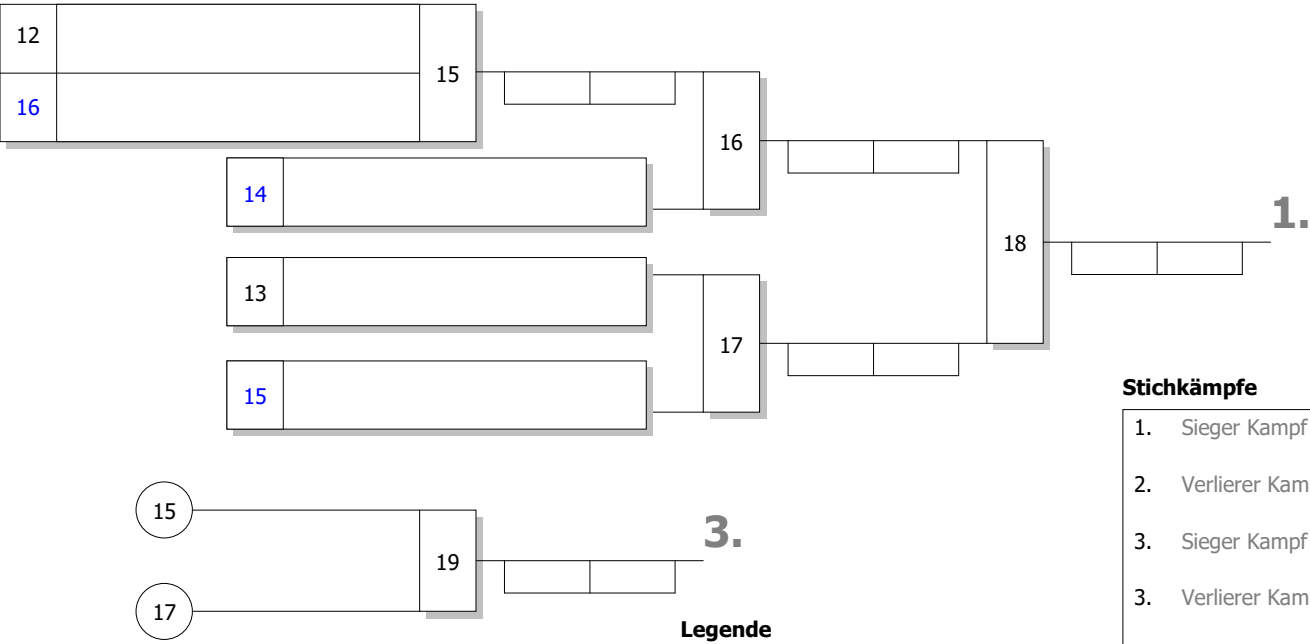 12
15
16
16
14
1.
18
13
17
15
Stichkämpfe
1. Sieger Kampf
2. Verlierer Kam
3. Sieger Kampf
3. Verlierer Kam
15
3.
19
17
Legende